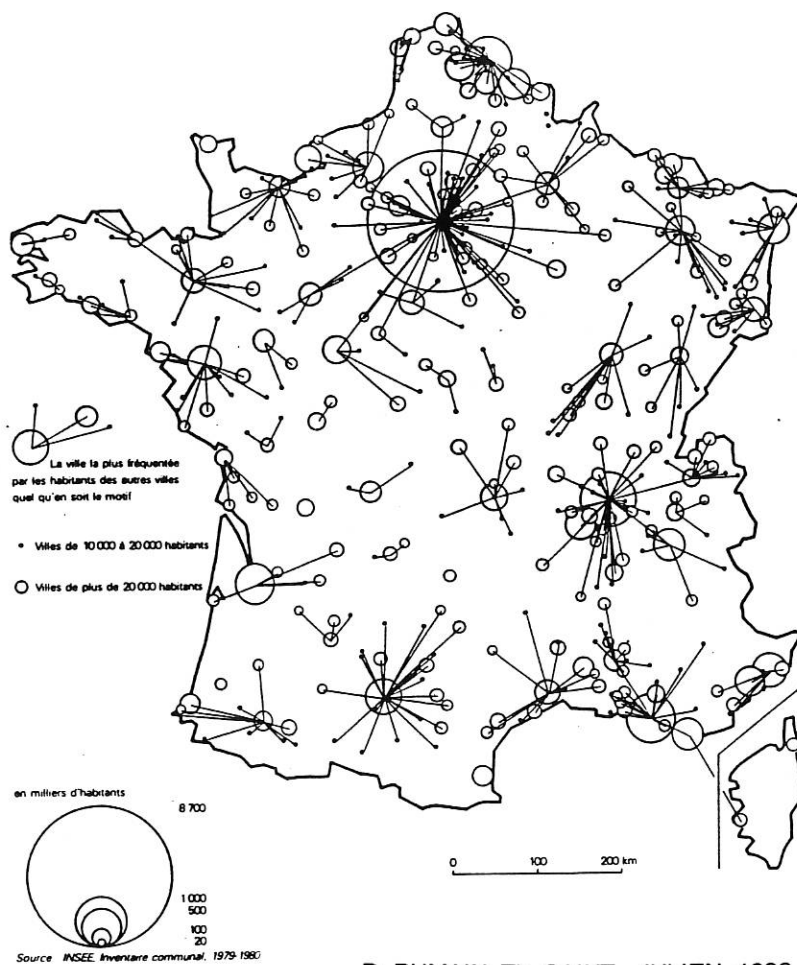 La ville la plus fréquentée
par les habitants des autres villes
quel qu'en soit le motif
Villes de 10 000 à 20 000 habitants
Villes de plus de 20 000 habitants
en milliers d'habitants
8 700
1 000
500
100
20
0 100 200 km
Source INSEE, Inventaire communal, 1979-1980